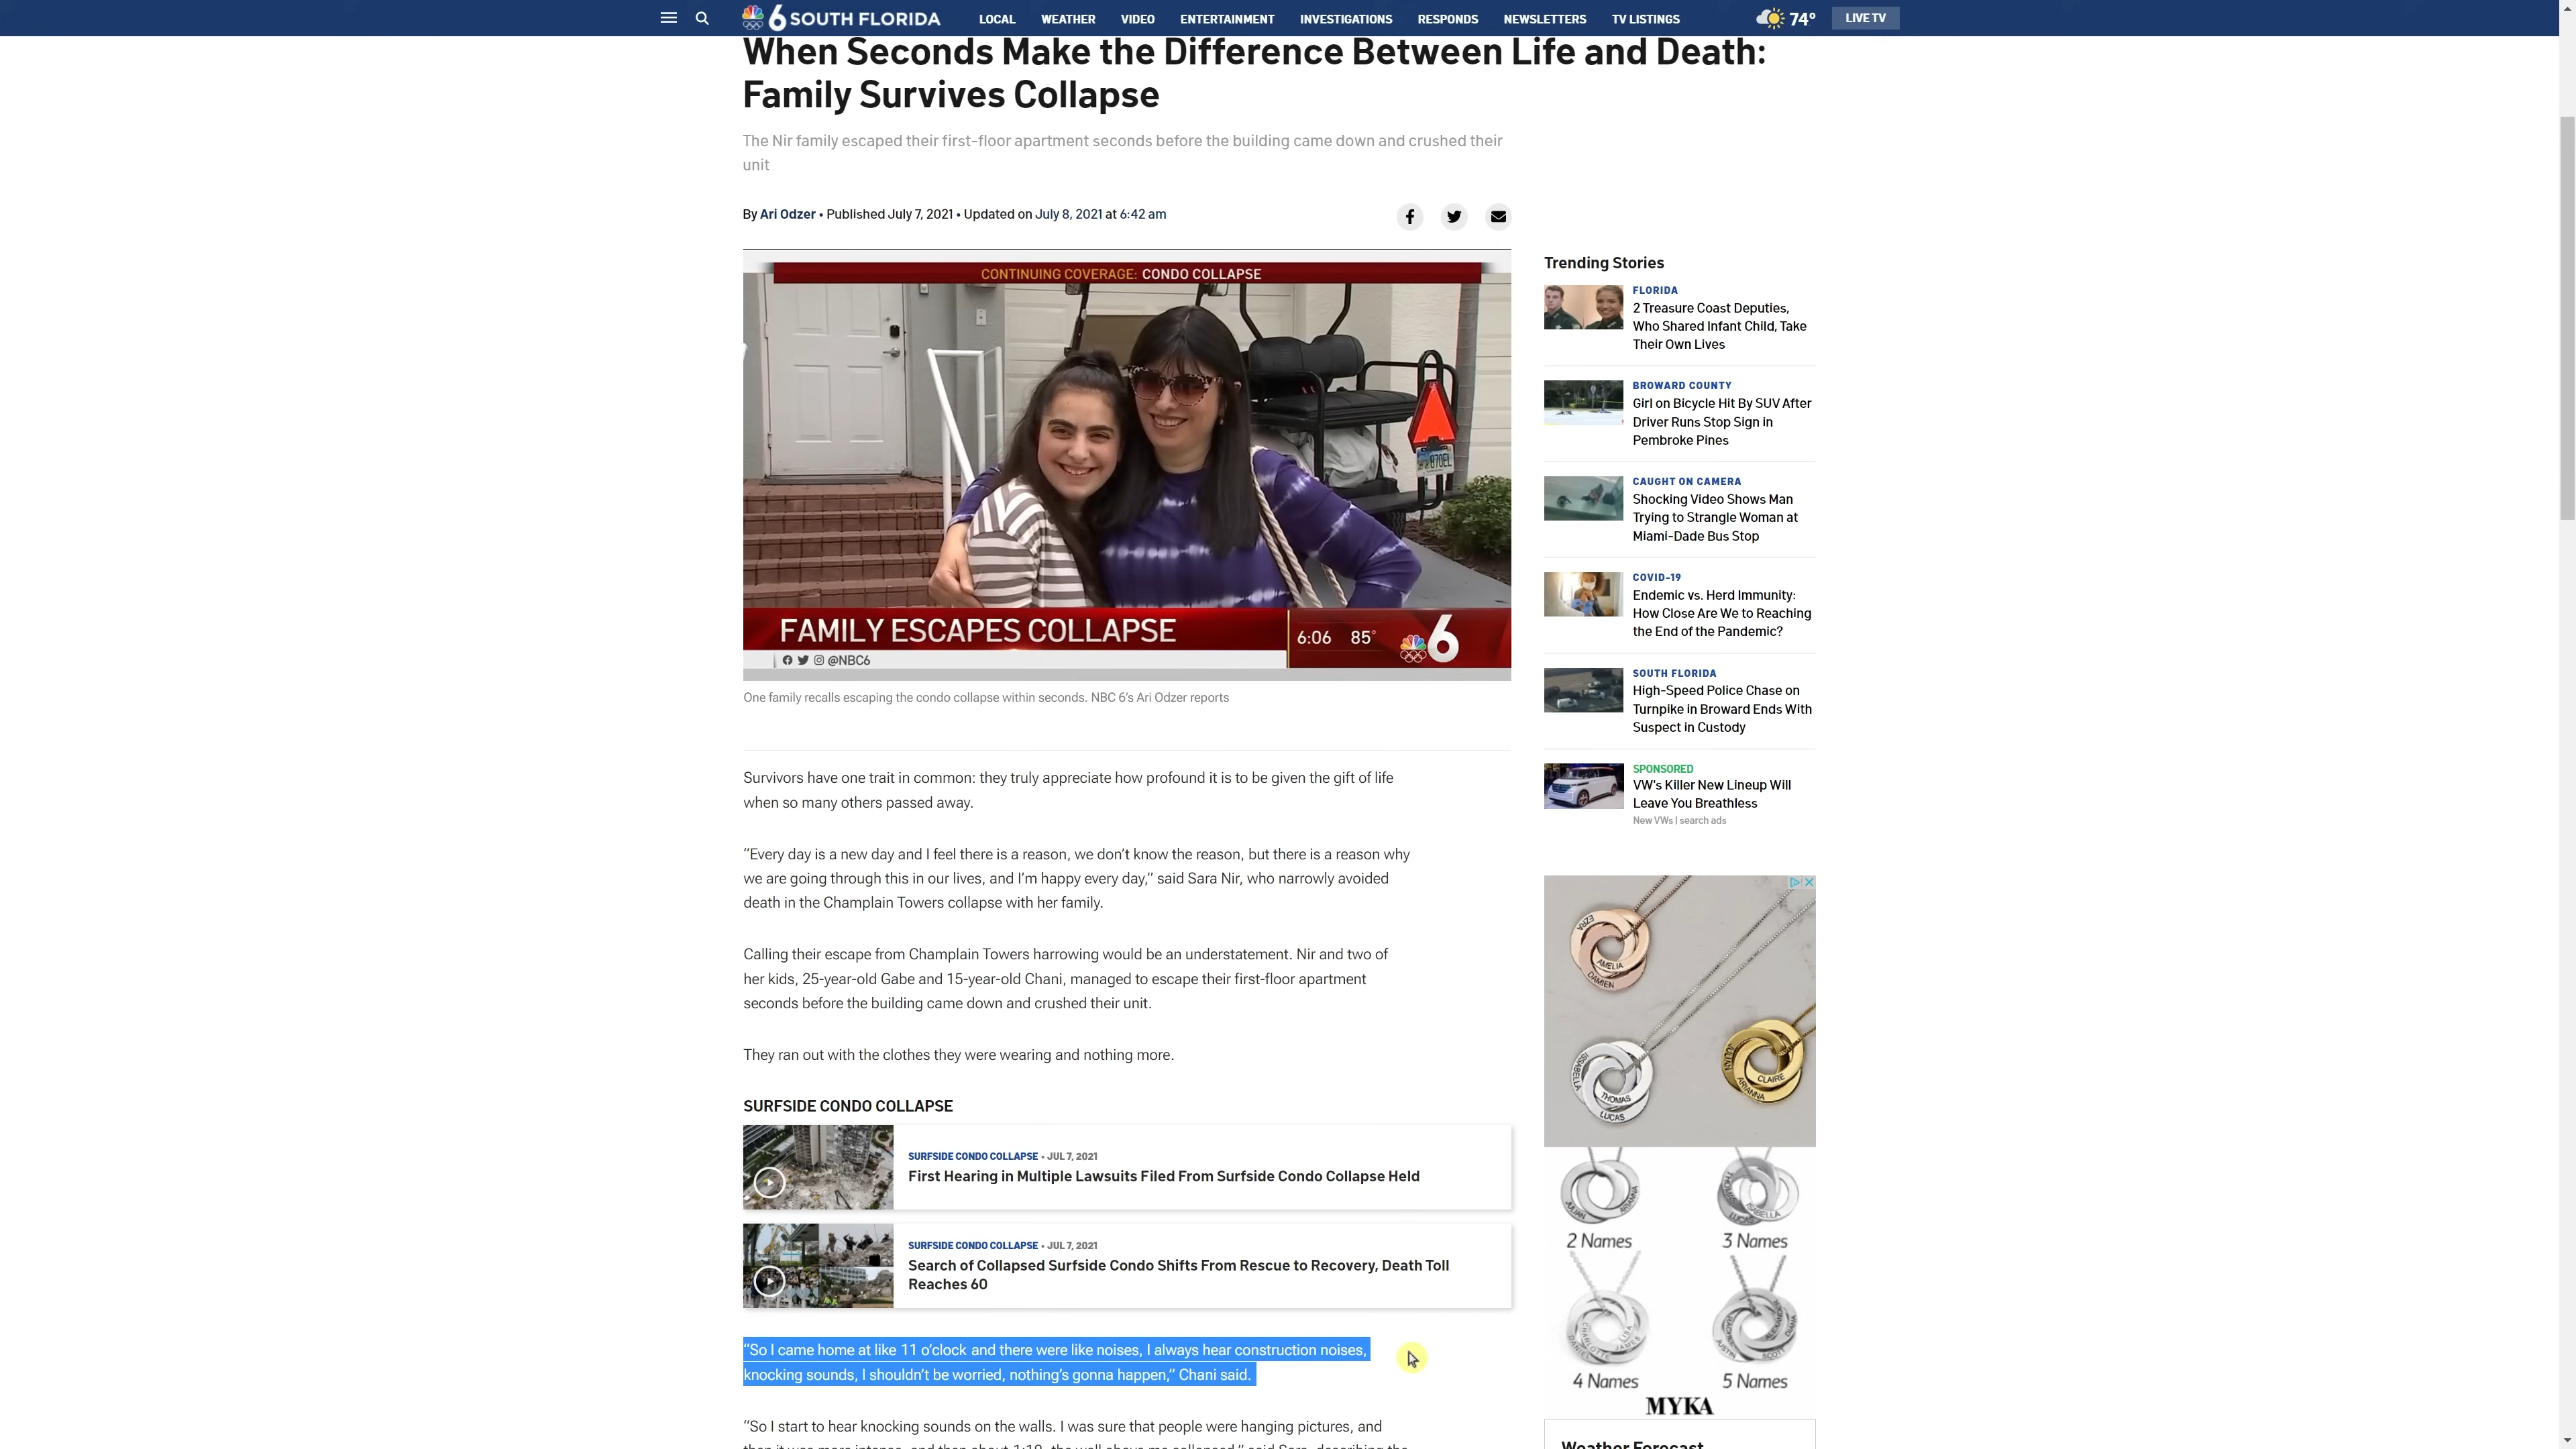 6 SOUTH FLORIDA
LOCAL
WEATHER
VIDEO
ENTERTAINMENT
INVESTIGATIONS
RESPONDS
NEWSLETTERS
TV LISTINGS
74°
LIVE TV
When Seconds Make the Difference Between Life and Death:
Family Survives Collapse
The Nir family escaped their first-floor apartment seconds before the building came down and crushed their
unit
By Ari Odzer • Published July 7, 2021 • Updated on July 8, 2021 at 6:42 am
CONTINUING COVERAGE: CONDO COLLAPSE
FAMILY ESCAPES COLLAPSE
6:06 85° 6
@NBC6
One family recalls escaping the condo collapse within seconds. NBC 6's Ari Odzer reports
Survivors have one trait in common: they truly appreciate how profound it is to be given the gift of life
when so many others passed away.
“Every day is a new day and I feel there is a reason, we don’t know the reason, but there is a reason why
we are going through this in our lives, and I’m happy every day,” said Sara Nir, who narrowly avoided
death in the Champlain Towers collapse with her family.
Calling their escape from Champlain Towers harrowing would be an understatement. Nir and two of
her kids, 25-year-old Gabe and 15-year-old Chani, managed to escape their first-floor apartment
seconds before the building came down and crushed their unit.
They ran out with the clothes they were wearing and nothing more.
SURFSIDE CONDO COLLAPSE
SURFSIDE CONDO COLLAPSE • JUL 7, 2021
First Hearing in Multiple Lawsuits Filed From Surfside Condo Collapse Held
SURFSIDE CONDO COLLAPSE • JUL 7, 2021
Search of Collapsed Surfside Condo Shifts From Rescue to Recovery, Death Toll
Reaches 60
“So I came home at like 11 o’clock and there were like noises, I always hear construction noises,
knocking sounds, I shouldn’t be worried, nothing’s gonna happen,” Chani said.
“So I start to hear knocking sounds on the walls. I was sure that people were hanging pictures, and
Trending Stories
FLORIDA
2 Treasure Coast Deputies,
Who Shared Infant Child, Take
Their Own Lives
BROWARD COUNTY
Girl on Bicycle Hit By SUV After
Driver Runs Stop Sign in
Pembroke Pines
CAUGHT ON CAMERA
Shocking Video Shows Man
Trying to Strangle Woman at
Miami-Dade Bus Stop
COVID-19
Endemic vs. Herd Immunity:
How Close Are We to Reaching
the End of the Pandemic?
SOUTH FLORIDA
High-Speed Police Chase on
Turnpike in Broward Ends With
Suspect in Custody
SPONSORED
VW's Killer New Lineup Will
Leave You Breathless
New VWs | search ads
EZRA
AMELIA
DAMIEN
ISABELLA
THOMAS
LUCAS
CLAIRE
ARIANNA
2 Names
3 Names
4 Names
5 Names
MYKA
Weather Forecast